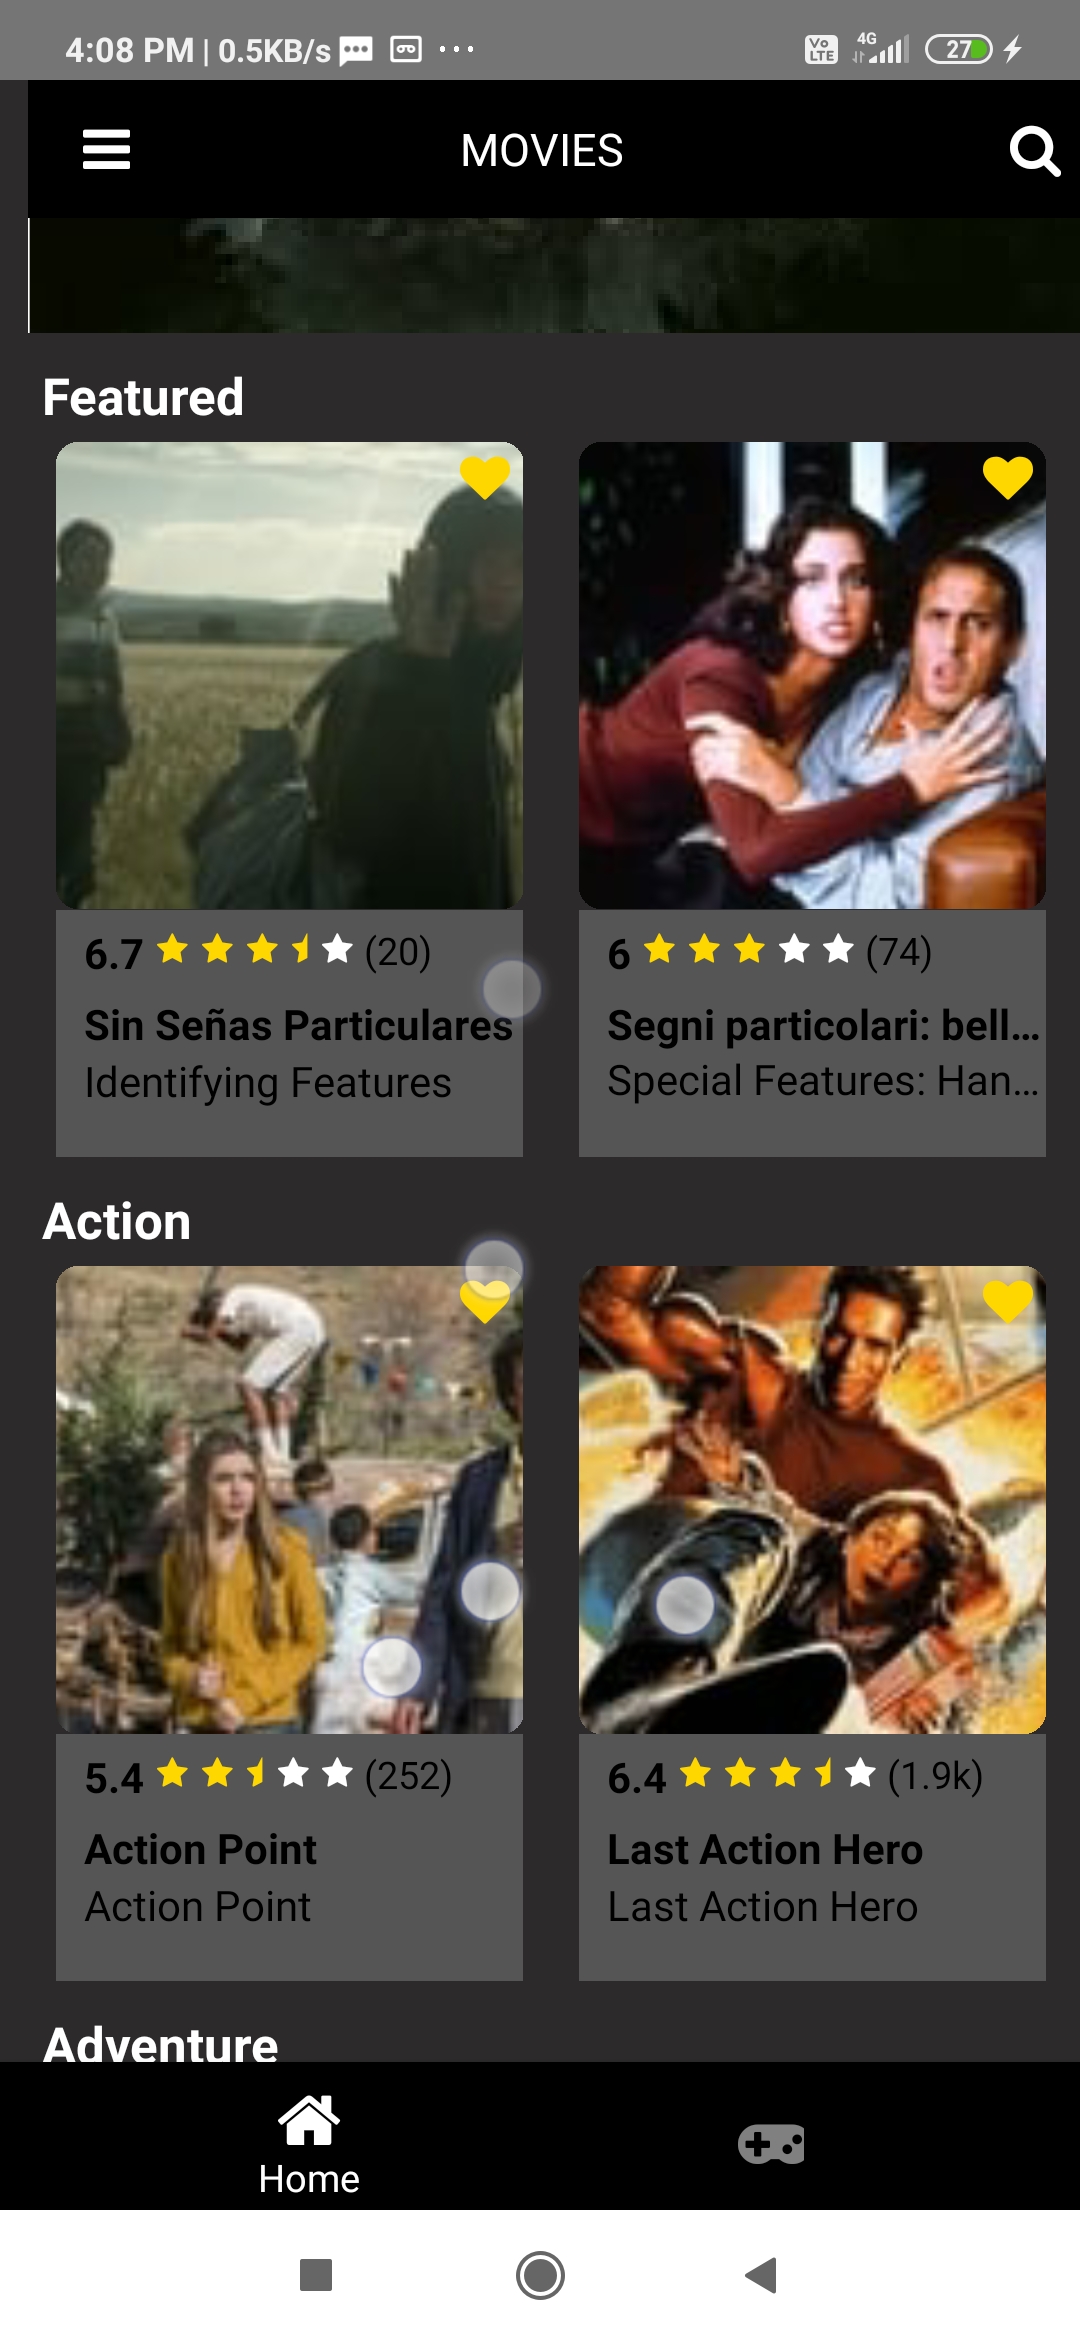 4:08 PM | 0.5KB/s ...
Vo LTE 4G 27
MOVIES
Featured
6.7 (20)
Sin Señas Particulares
Identifying Features
6 (74)
Segni particolari: bell...
Special Features: Han...
Action
5.4 (252)
Action Point
Action Point
6.4 (1.9k)
Last Action Hero
Last Action Hero
Adventure
Home